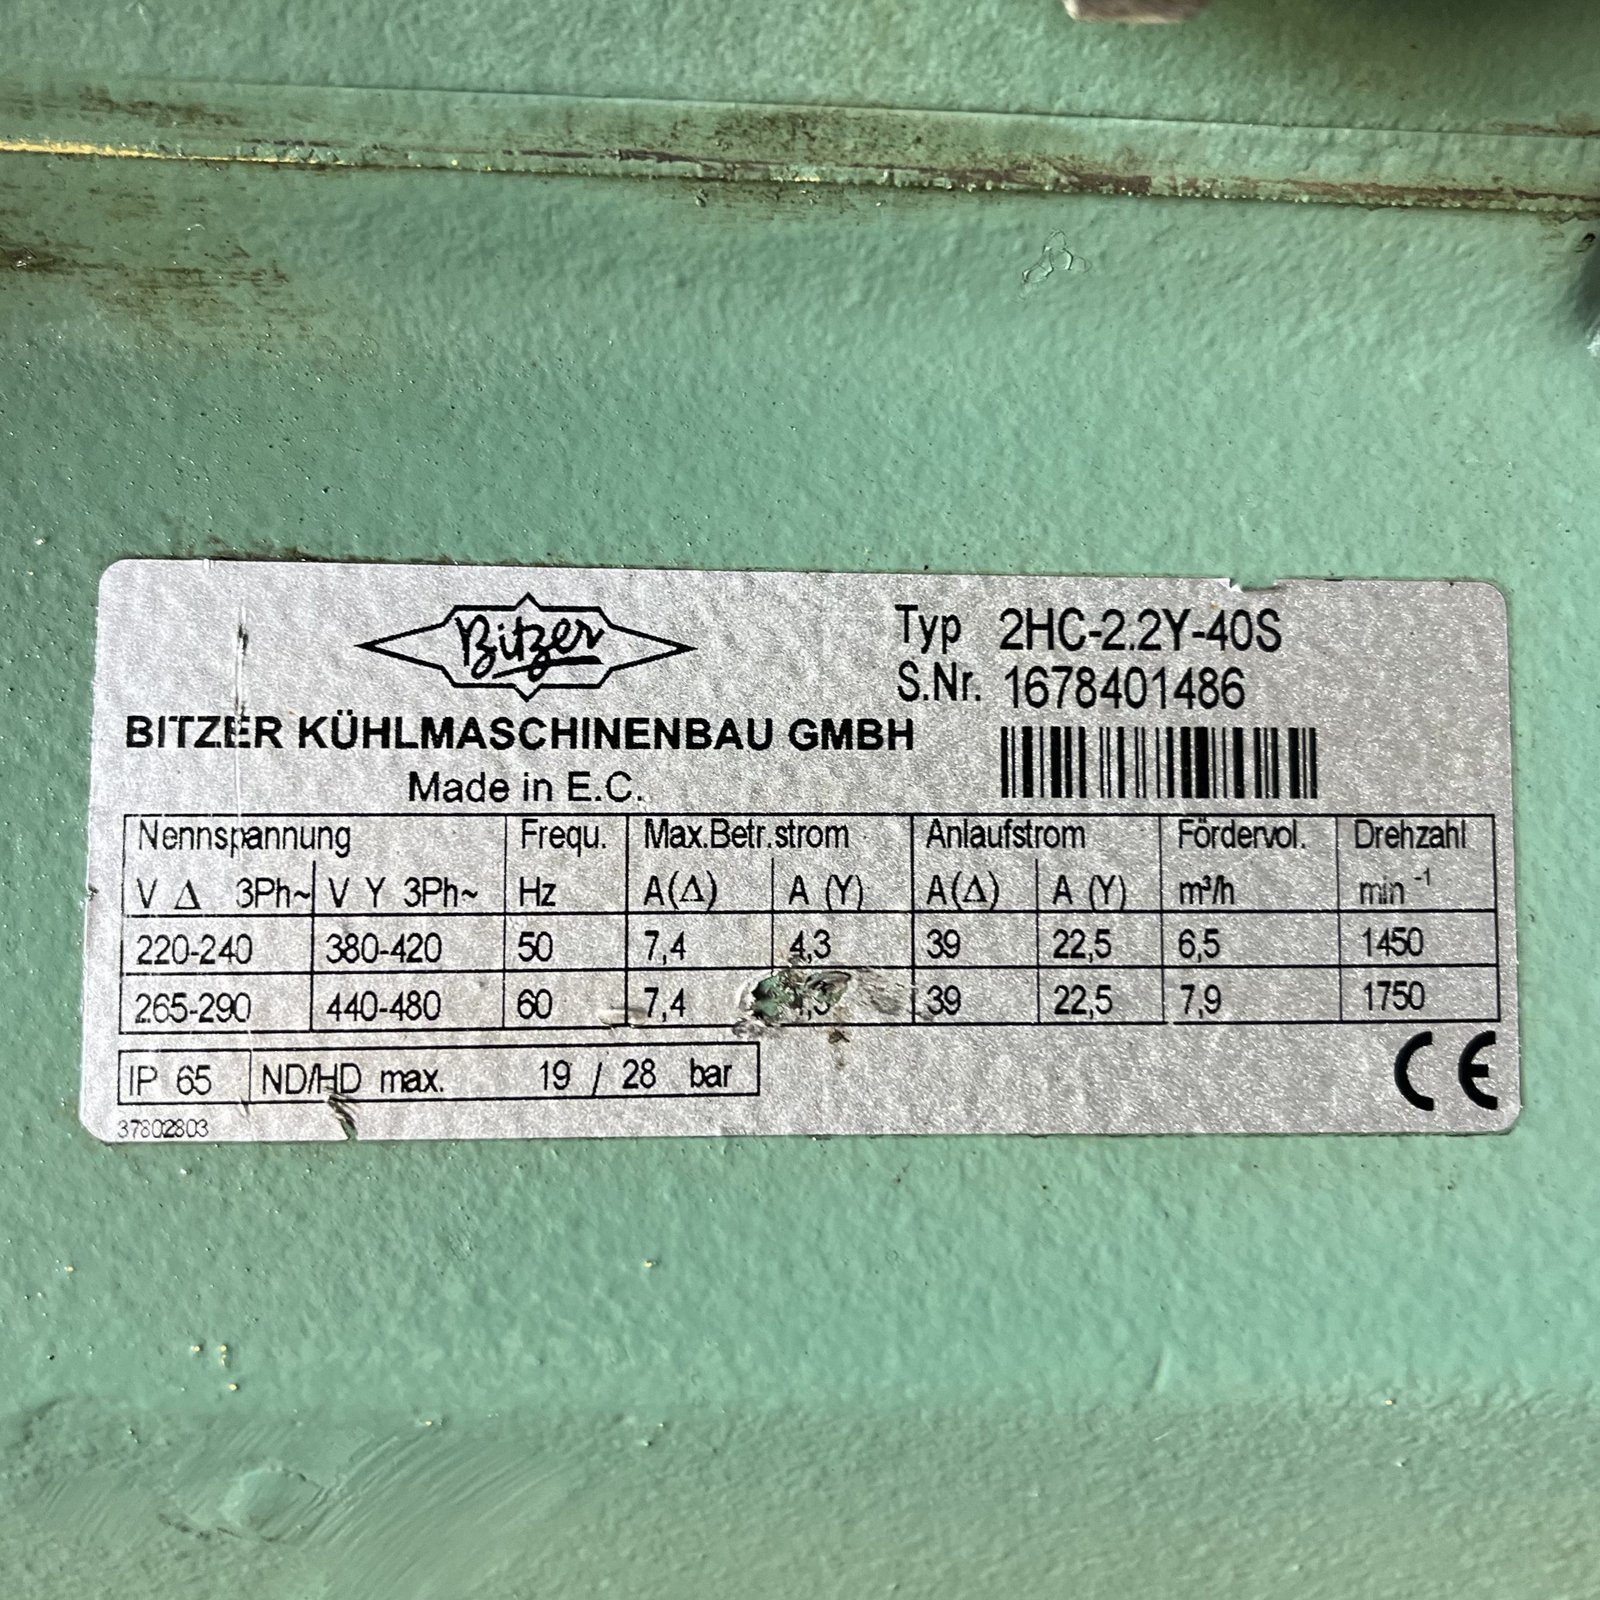 Bitzer
Typ 2HC-2.2Y-40S
S.Nr. 1678401486
BITZER KÜHLMASCHINENBAU GMBH
Made in E.C.
Nennspannung Frequ. Max.Betr.strom Anlaufstrom Fördervol. Drehzahl
V Δ 3Ph~ V Y 3Ph~ Hz A(Δ) A (Y) A(Δ) A (Y) m³/h min⁻¹
220-240 380-420 50 7,4 4,3 39 22,5 6,5 1450
265-290 440-480 60 7,4 39 22,5 7,9 1750
IP 65 ND/HD max. 19 / 28 bar
CE
37802803